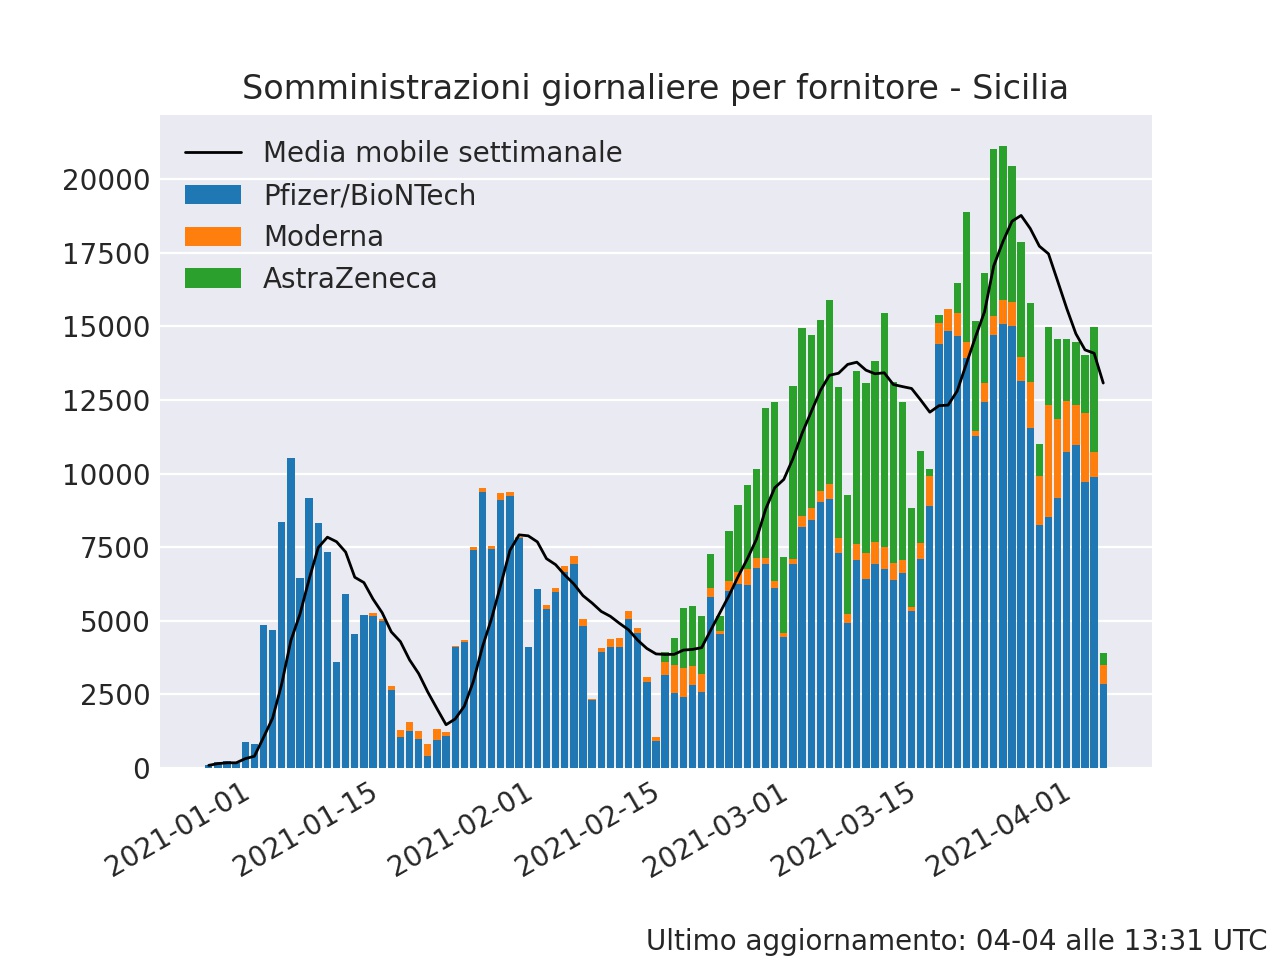 Somministrazioni giornaliere per fornitore - Sicilia
Media mobile settimanale
Pfizer/BioNTech
Moderna
AstraZeneca
20000
17500
15000
12500
10000
7500
5000
2500
0
2021-01-01
2021-01-15
2021-02-01
2021-02-15
2021-03-01
2021-03-15
2021-04-01
Ultimo aggiornamento: 04-04 alle 13:31 UTC